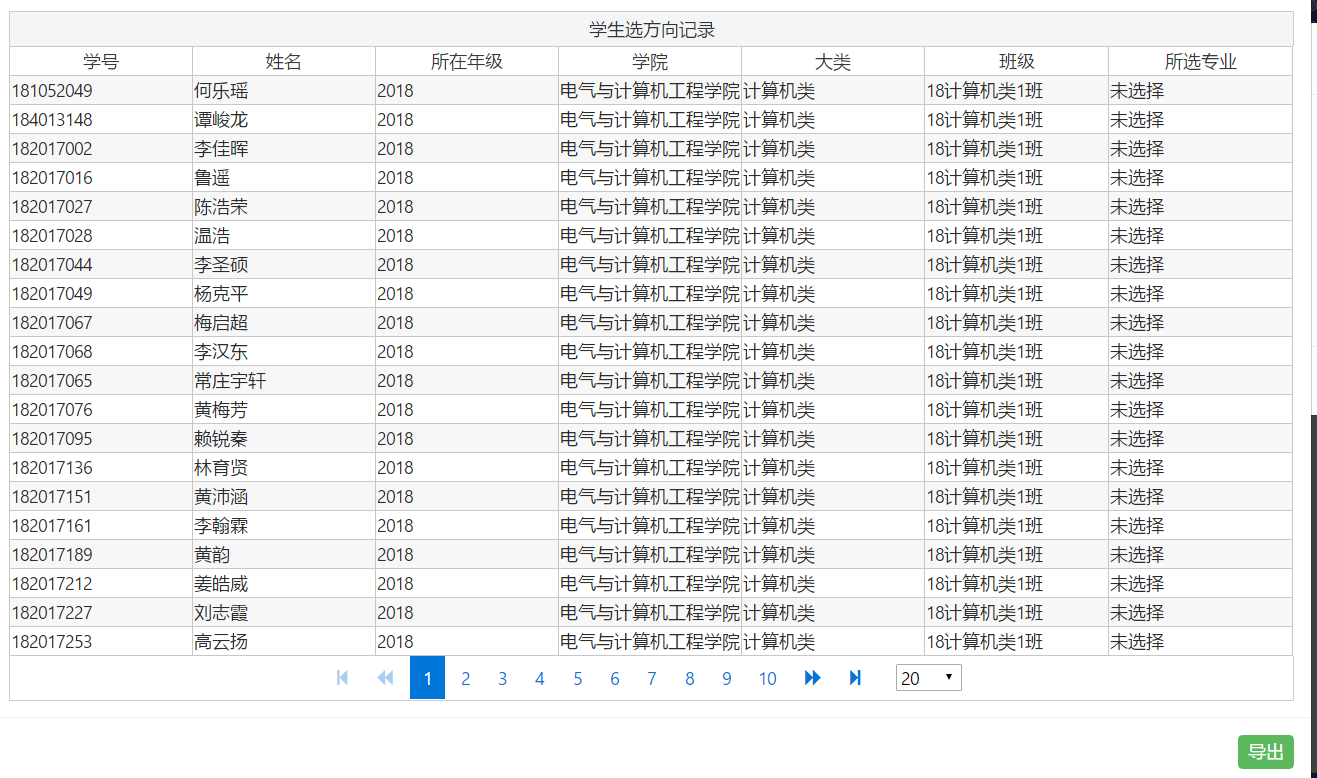 学生选方向记录
学号 姓名 所在年级 学院 大类 班级 所选专业
181052049 何乐瑶 2018 电气与计算机工程学院 计算机类 18计算机类1班 未选择
184013148 谭峻龙 2018 电气与计算机工程学院 计算机类 18计算机类1班 未选择
182017002 李佳晖 2018 电气与计算机工程学院 计算机类 18计算机类1班 未选择
182017016 鲁遥 2018 电气与计算机工程学院 计算机类 18计算机类1班 未选择
182017027 陈浩荣 2018 电气与计算机工程学院 计算机类 18计算机类1班 未选择
182017028 温浩 2018 电气与计算机工程学院 计算机类 18计算机类1班 未选择
182017044 李圣硕 2018 电气与计算机工程学院 计算机类 18计算机类1班 未选择
182017049 杨克平 2018 电气与计算机工程学院 计算机类 18计算机类1班 未选择
182017067 梅启超 2018 电气与计算机工程学院 计算机类 18计算机类1班 未选择
182017068 李汉东 2018 电气与计算机工程学院 计算机类 18计算机类1班 未选择
182017065 常庄宇轩 2018 电气与计算机工程学院 计算机类 18计算机类1班 未选择
182017076 黄梅芳 2018 电气与计算机工程学院 计算机类 18计算机类1班 未选择
182017095 赖锐秦 2018 电气与计算机工程学院 计算机类 18计算机类1班 未选择
182017136 林育贤 2018 电气与计算机工程学院 计算机类 18计算机类1班 未选择
182017151 黄沛涵 2018 电气与计算机工程学院 计算机类 18计算机类1班 未选择
182017161 李翰霖 2018 电气与计算机工程学院 计算机类 18计算机类1班 未选择
182017189 黄韵 2018 电气与计算机工程学院 计算机类 18计算机类1班 未选择
182017212 姜皓威 2018 电气与计算机工程学院 计算机类 18计算机类1班 未选择
182017227 刘志霞 2018 电气与计算机工程学院 计算机类 18计算机类1班 未选择
182017253 高云扬 2018 电气与计算机工程学院 计算机类 18计算机类1班 未选择
1 2 3 4 5 6 7 8 9 10 20
导出